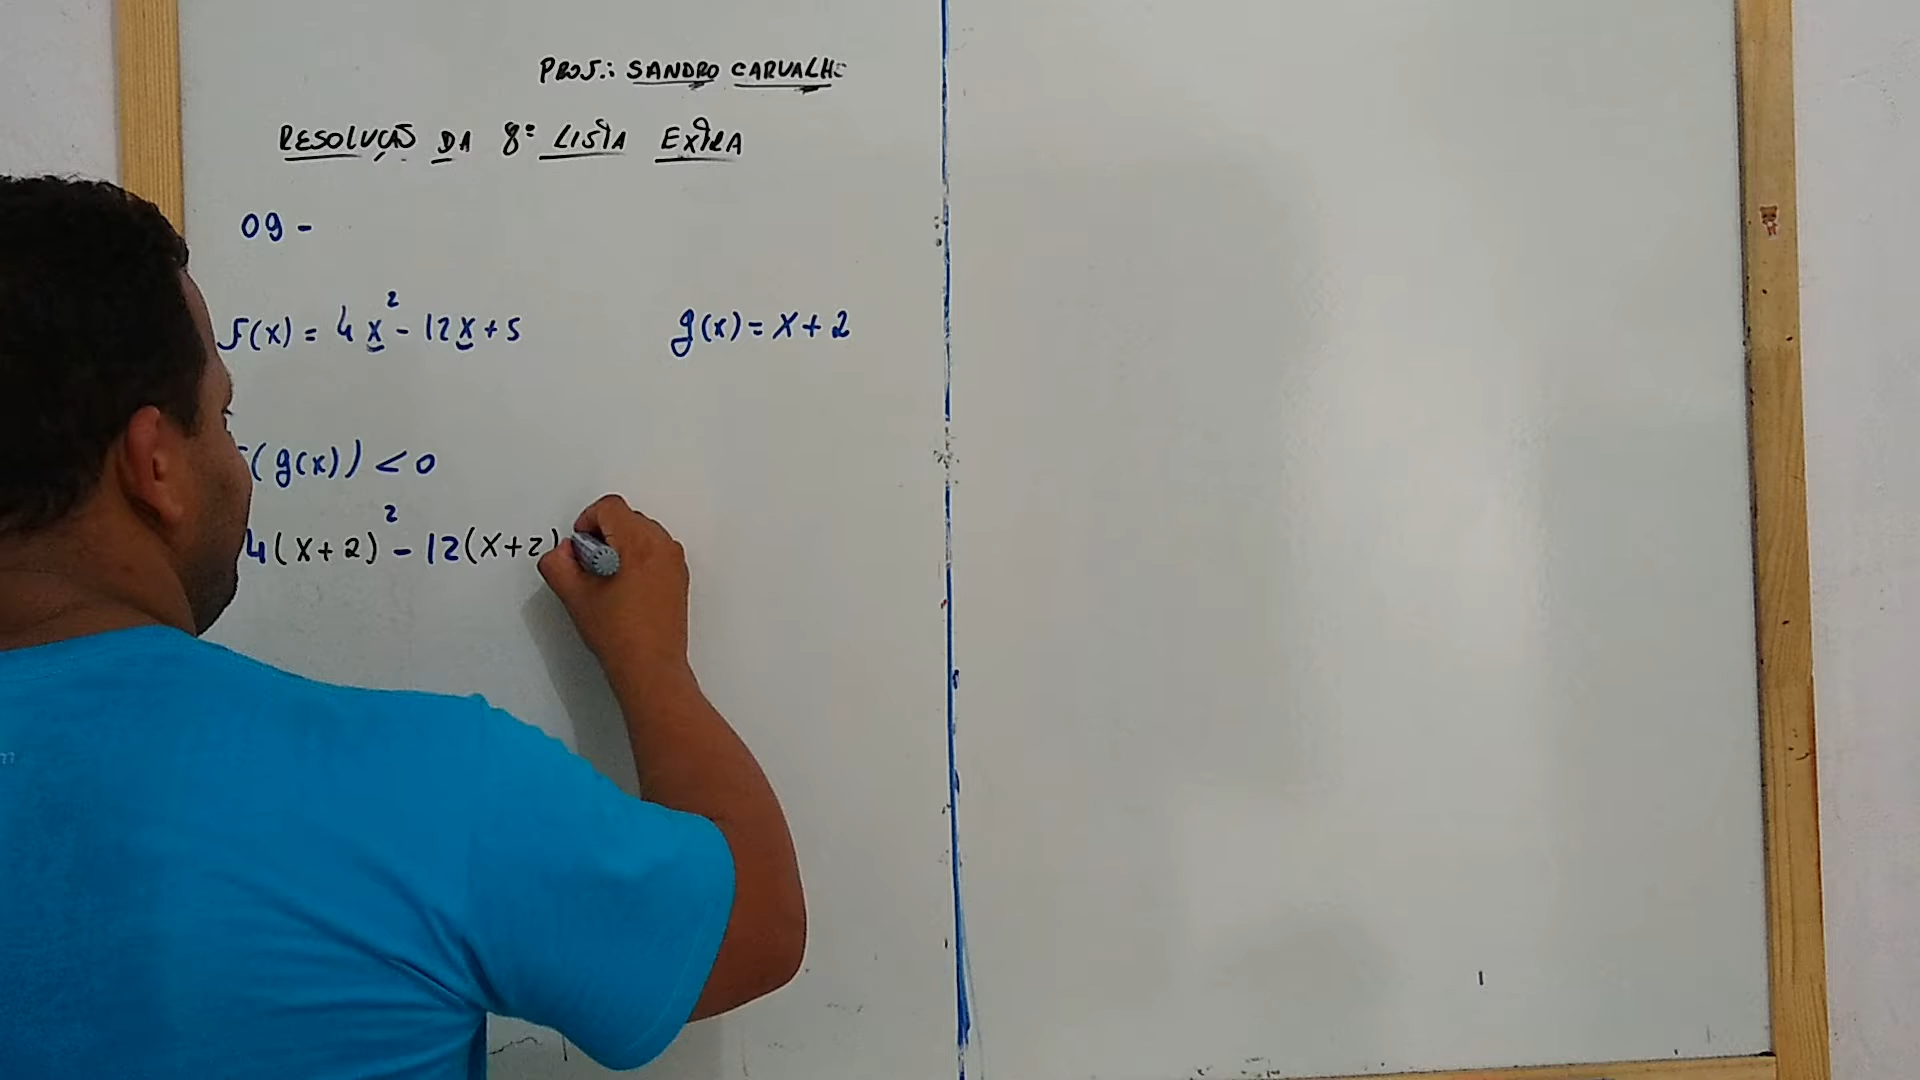 PROF.: SANDRO CARVALHO
RESOLUÇÃO DA 8ª LISTA EXTRA
09 -
f(x) = 4x² - 12x + 5
g(x) = x + 2
f(g(x)) < 0
4(x+2)² - 12(x+2)